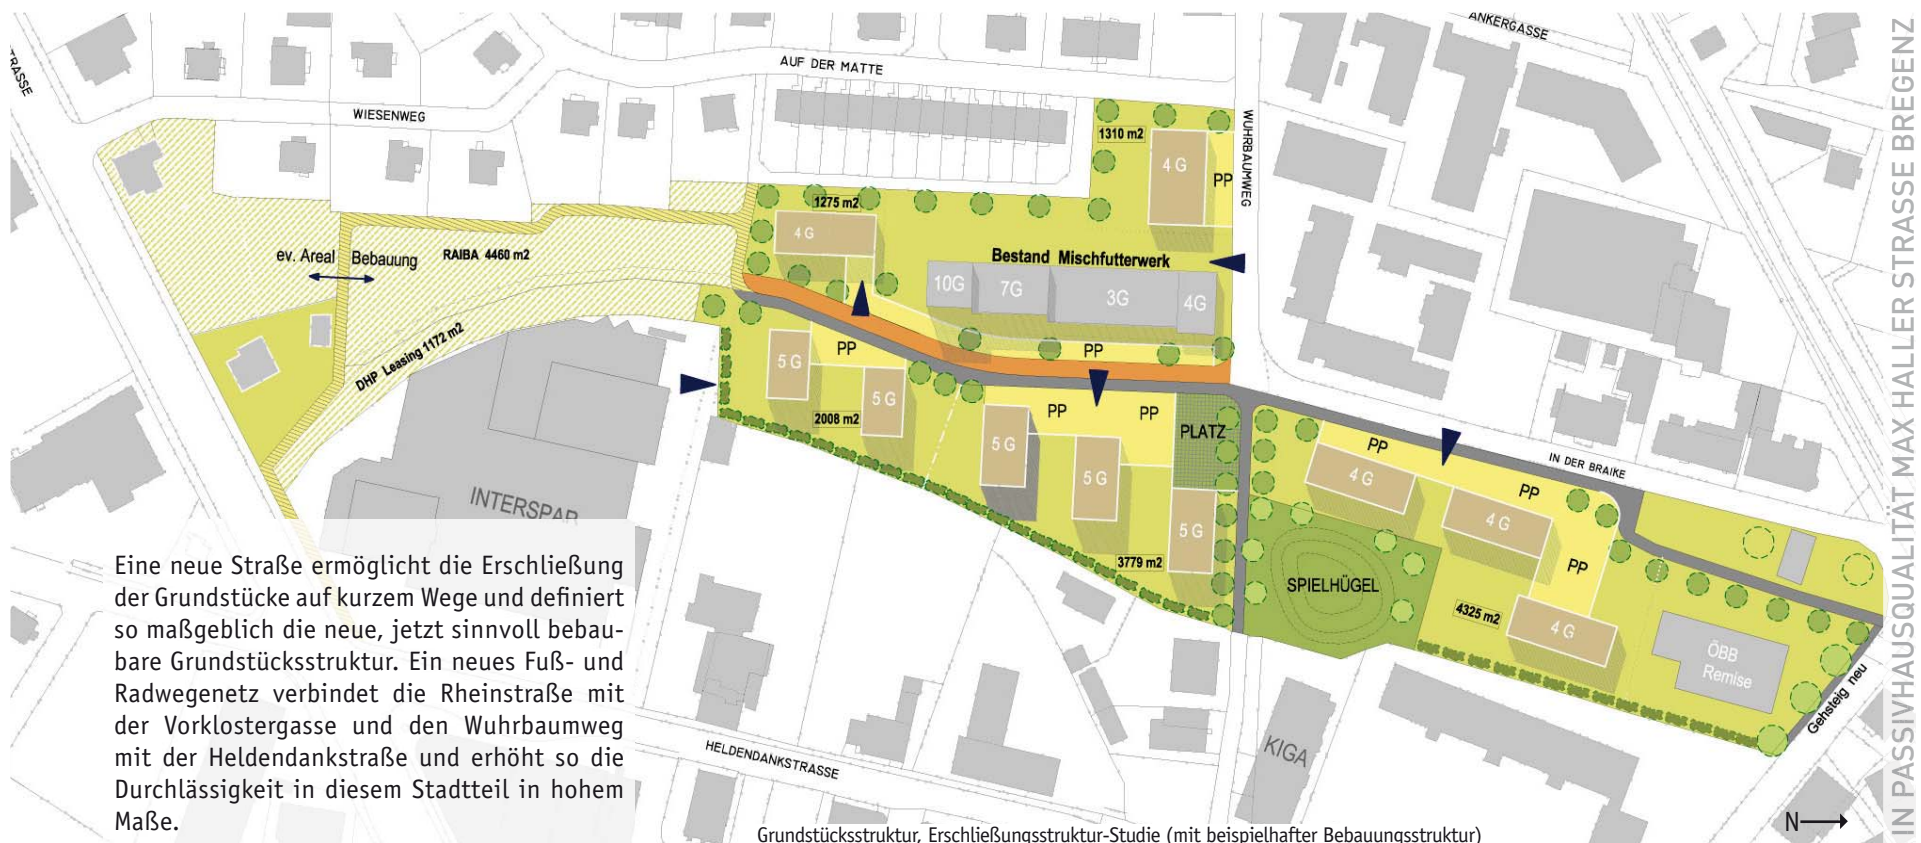 ANKERGASSE
STRASSE
AUF DER MATTE
WIESENWEG
WUHRBAUMWEG
1310 m2
4 G
PP
1275 m2
4 G
ev. Areal Bebauung
RAIBA 4460 m2
Bestand Mischfutterwerk
10G
7G
3G
4G
DHP Leasing 1172 m2
PP
PP
5 G
5 G
2008 m2
PP
PP
5 G
5 G
PLATZ
5 G
3779 m2
INTERSPAR
IN DER BRAIKE
PP
4 G
PP
4 G
PP
SPIELHÜGEL
4325 m2
4 G
ÖBB
Remise
Gehsteig neu
KIGA
HELDENDANKSTRASSE
Eine neue Straße ermöglicht die Erschließung
der Grundstücke auf kurzem Wege und definiert
so maßgeblich die neue, jetzt sinnvoll bebau-
bare Grundstücksstruktur. Ein neues Fuß- und
Radwegenetz verbindet die Rheinstraße mit
der Vorklostergasse und den Wuhrbaumweg
mit der Heldendankstraße und erhöht so die
Durchlässigkeit in diesem Stadtteil in hohem
Maße.
N
Grundstücksstruktur, Erschließungsstruktur-Studie (mit beispielhafter Bebauungsstruktur)
IN PASSIVHAUSQUALITÄT MAX HALLER STRASSE BREGENZ